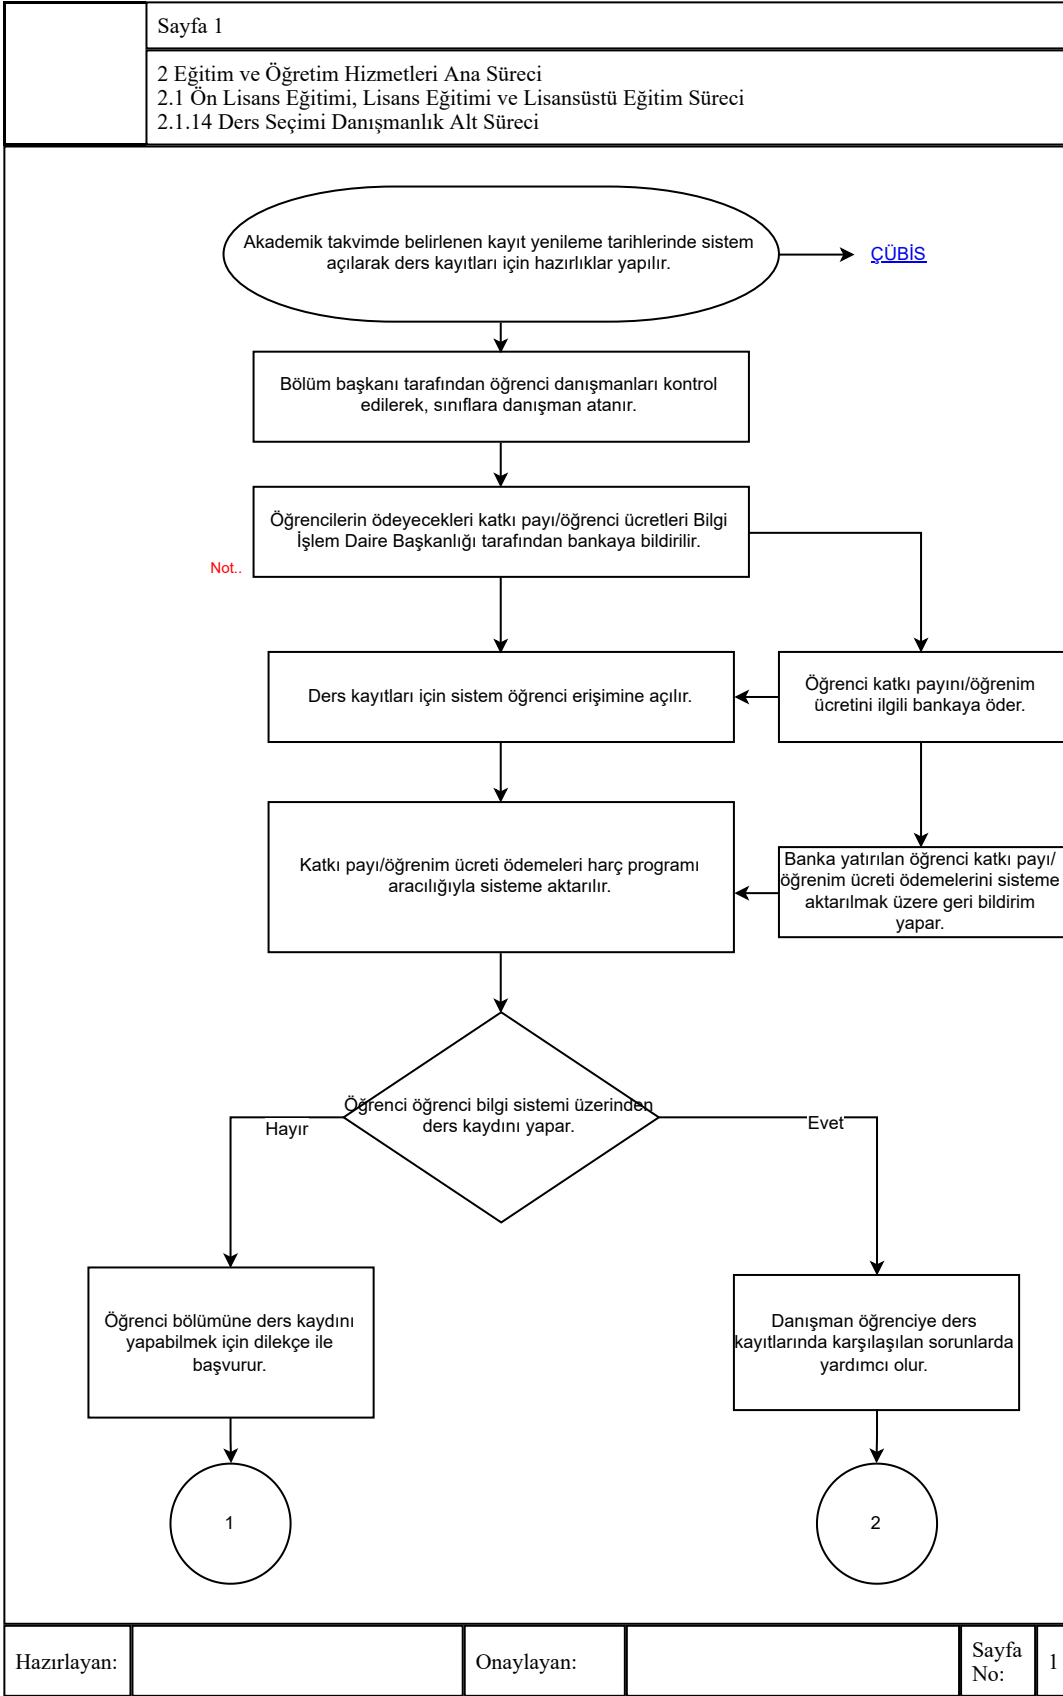 Sayfa 1
2 Eğitim ve Öğretim Hizmetleri Ana Süreci
2.1 Ön Lisans Eğitimi, Lisans Eğitimi ve Lisansüstü Eğitim Süreci
2.1.14 Ders Seçimi Danışmanlık Alt Süreci
Akademik takvimde belirlenen kayıt yenileme tarihlerinde sistem
açılarak ders kayıtları için hazırlıklar yapılır.
ÇÜBİS
Bölüm başkanı tarafından öğrenci danışmanları kontrol
edilerek, sınıflara danışman atanır.
Öğrencilerin ödeyecekleri katkı payı/öğrenci ücretleri Bilgi
İşlem Daire Başkanlığı tarafından bankaya bildirilir.
Not..
Ders kayıtları için sistem öğrenci erişimine açılır.
Öğrenci katkı payını/öğrenim
ücretini ilgili bankaya öder.
Katkı payı/öğrenim ücreti ödemeleri harç programı
aracılığıyla sisteme aktarılır.
Banka yatırılan öğrenci katkı payı/
öğrenim ücreti ödemelerini sisteme
aktarılmak üzere geri bildirim
yapar.
Öğrenci öğrenci bilgi sistemi üzerinden
ders kaydını yapar.
Hayır
Evet
Öğrenci bölümüne ders kaydını
yapabilmek için dilekçe ile
başvurur.
Danışman öğrenciye ders
kayıtlarında karşılaşılan sorunlarda
yardımcı olur.
1
2
Hazırlayan:
Onaylayan:
Sayfa
No:
1